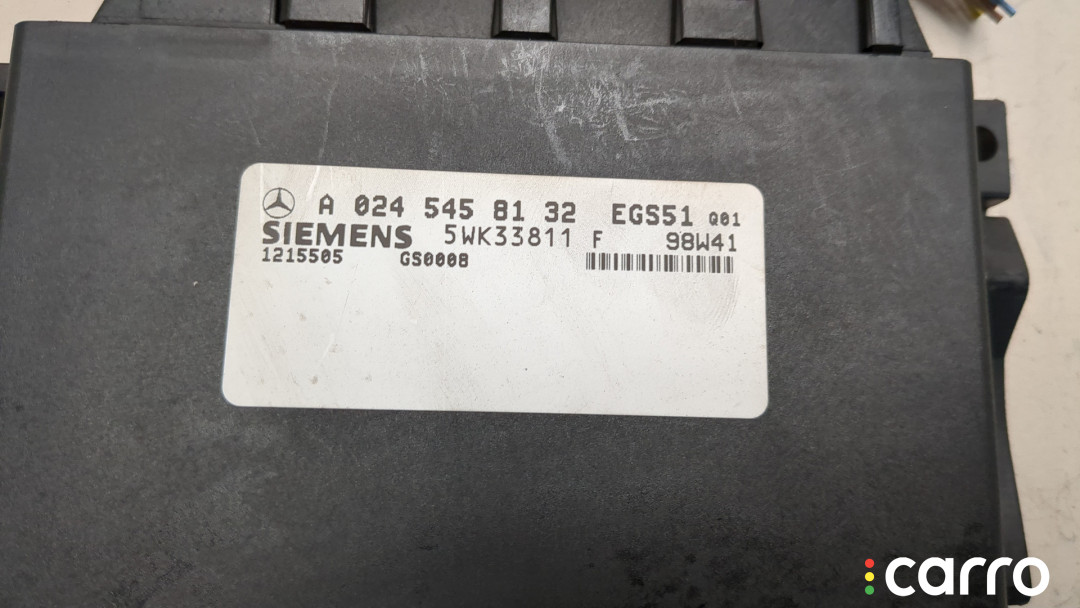 A 024 545 81 32 EGS51 Q01
SIEMENS 5WK33811 F 98W41
1215505 GS0008
carro